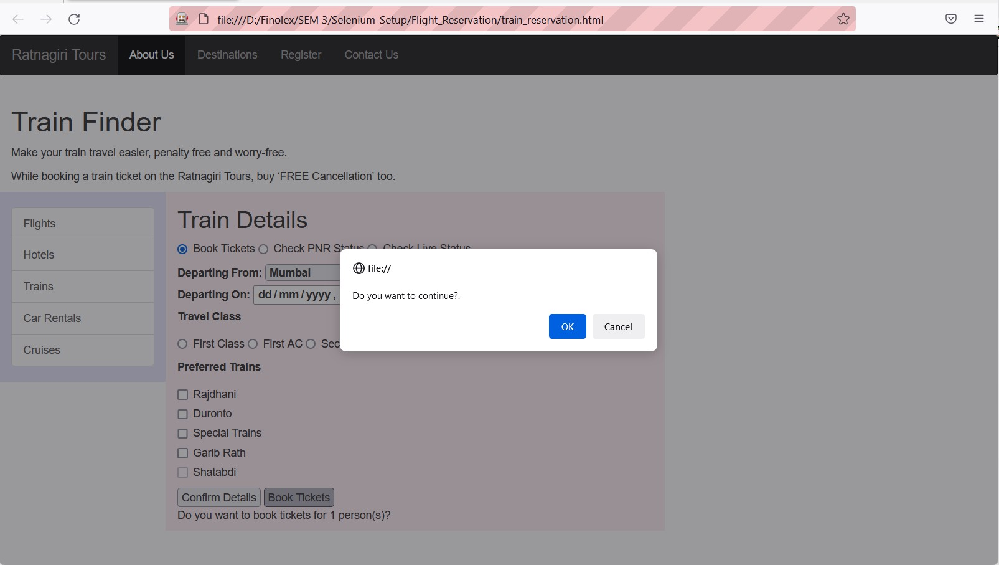 file:///D:/Finolex/SEM 3/Selenium-Setup/Flight_Reservation/train_reservation.html
Ratnagiri Tours About Us Destinations Register Contact Us
Train Finder
Make your train travel easier, penalty free and worry-free.
While booking a train ticket on the Ratnagiri Tours, buy ‘FREE Cancellation’ too.
Flights
Hotels
Trains
Car Rentals
Cruises
Train Details
Book Tickets Check PNR Status Check Live Status
Departing From: Mumbai
Departing On: dd / mm / yyyy ,
Travel Class
First Class First AC Sec
Preferred Trains
Rajdhani
Duronto
Special Trains
Garib Rath
Shatabdi
Confirm Details Book Tickets
Do you want to book tickets for 1 person(s)?
file://
Do you want to continue?.
OK Cancel